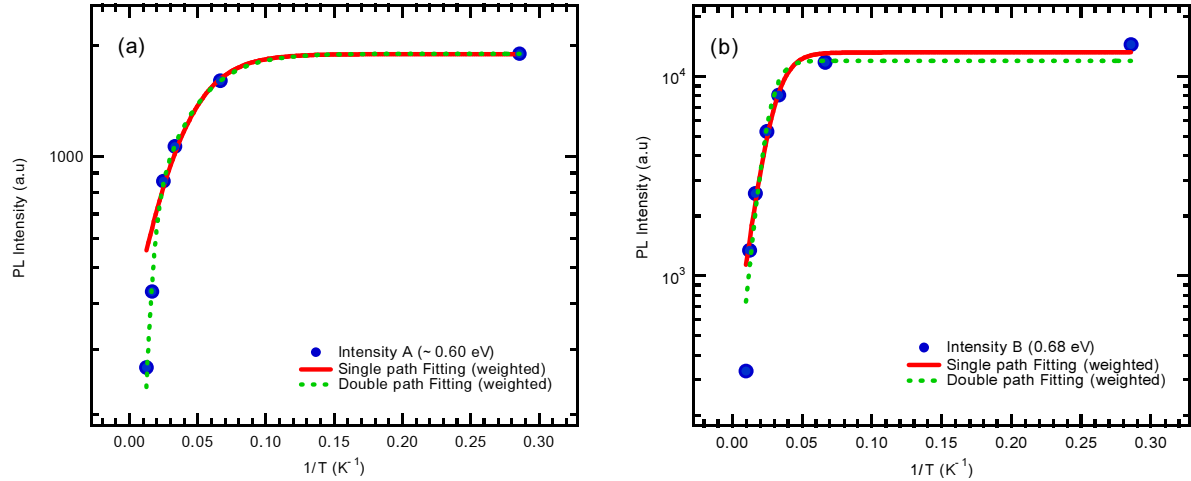 (a)
1000
PL Intensity (a.u)
Intensity A (~ 0.60 eV)
Single path Fitting (weighted)
Double path Fitting (weighted)
0.00 0.05 0.10 0.15 0.20 0.25 0.30
1/T (K⁻¹)
(b)
10⁴
10³
PL Intensity (a.u)
Intensity B (0.68 eV)
Single path Fitting (weighted)
Double path Fitting (weighted)
0.00 0.05 0.10 0.15 0.20 0.25 0.30
1/T (K⁻¹)